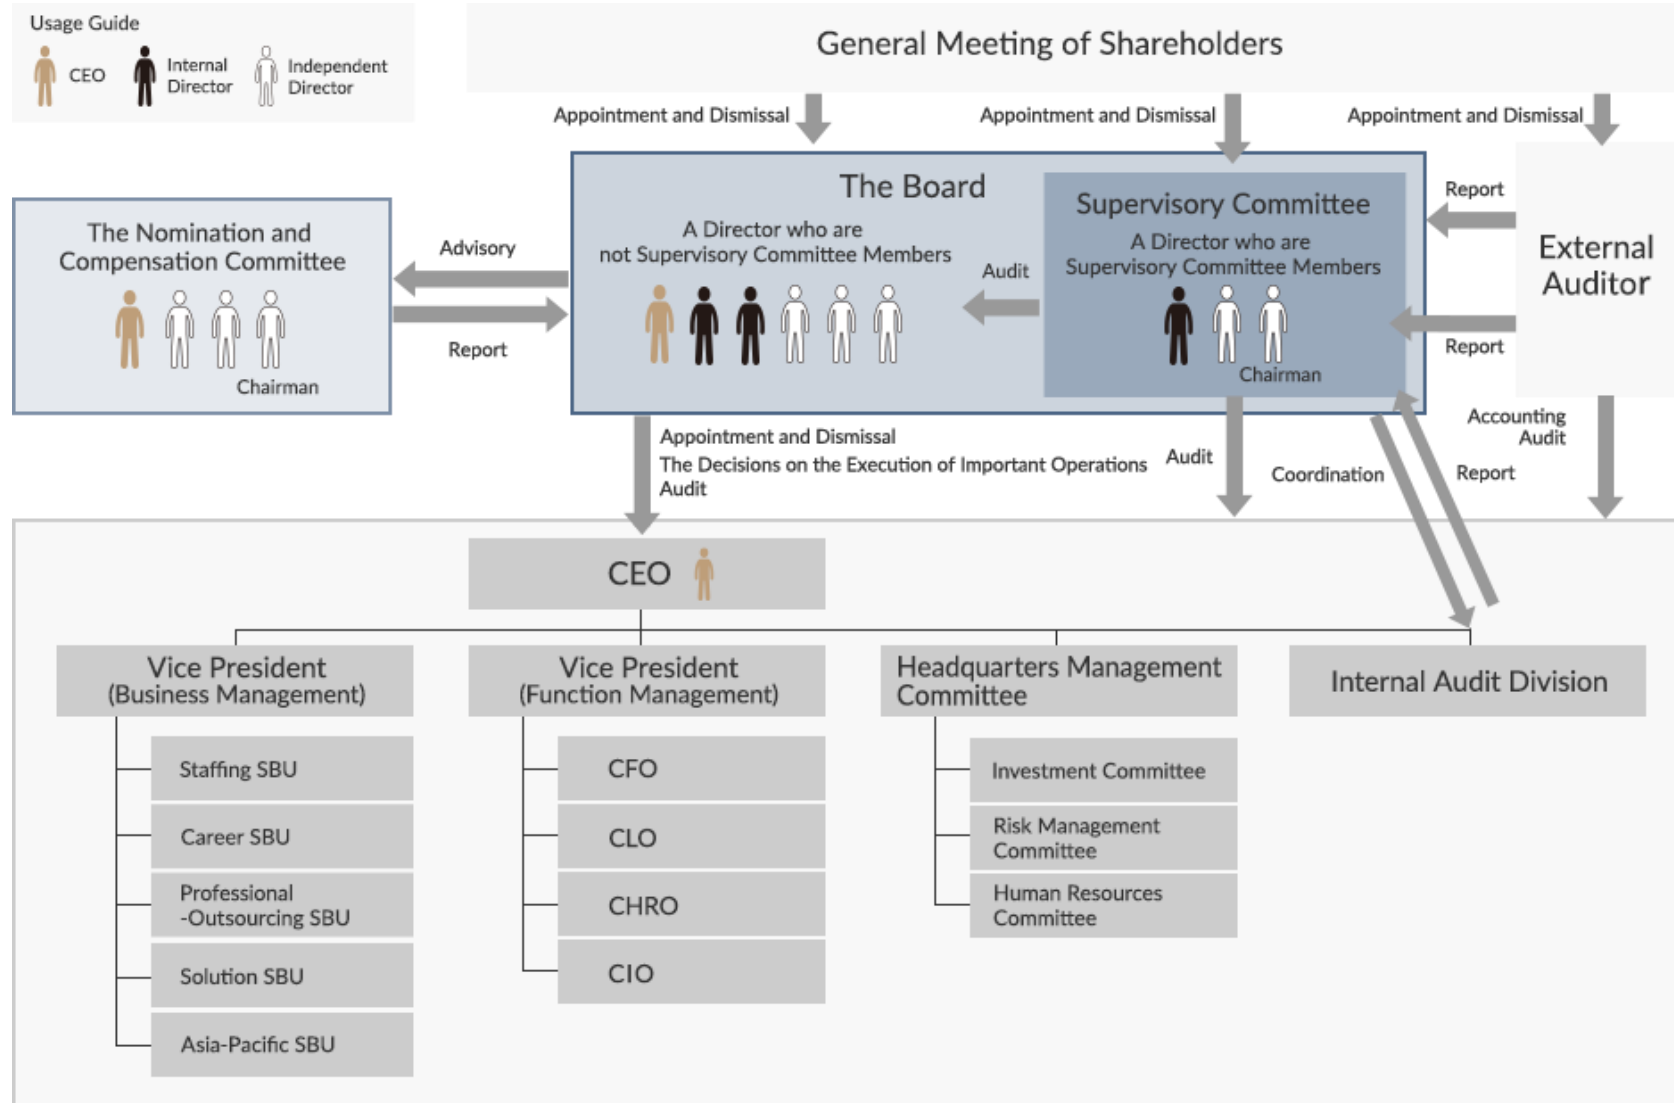 Usage Guide
CEO
Internal
Director
Independent
Director
General Meeting of Shareholders
Appointment and Dismissal
Appointment and Dismissal
Appointment and Dismissal
The Nomination and
Compensation Committee
Chairman
Advisory
Report
The Board
A Director who are
not Supervisory Committee Members
Audit
Supervisory Committee
A Director who are
Supervisory Committee Members
Chairman
Report
Report
External
Auditor
Appointment and Dismissal
The Decisions on the Execution of Important Operations
Audit
Audit
Coordination
Report
Accounting
Audit
CEO
Vice President
(Business Management)
Staffing SBU
Career SBU
Professional
-Outsourcing SBU
Solution SBU
Asia-Pacific SBU
Vice President
(Function Management)
CFO
CLO
CHRO
CIO
Headquarters Management
Committee
Investment Committee
Risk Management
Committee
Human Resources
Committee
Internal Audit Division